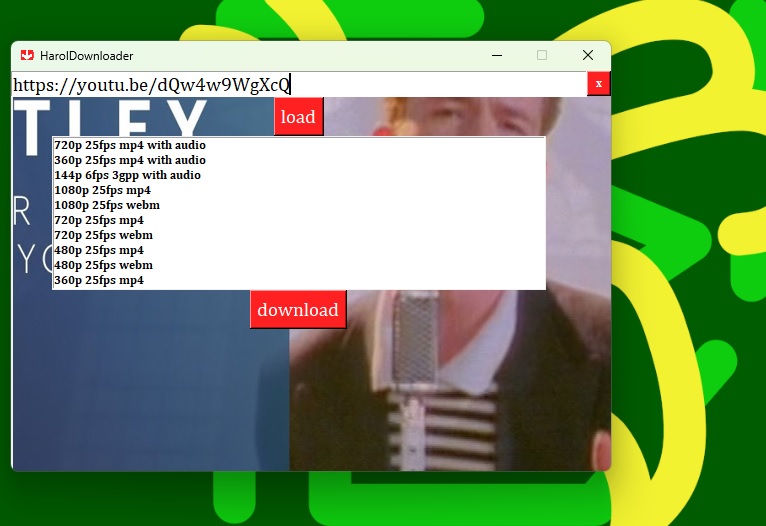 HarolDownloader
https://youtu.be/dQw4w9WgXcQ
x
TLEY
load
720p 25fps mp4 with audio
360p 25fps mp4 with audio
144p 6fps 3gpp with audio
1080p 25fps mp4
1080p 25fps webm
720p 25fps mp4
720p 25fps webm
480p 25fps mp4
480p 25fps webm
360p 25fps mp4
R
YO
download